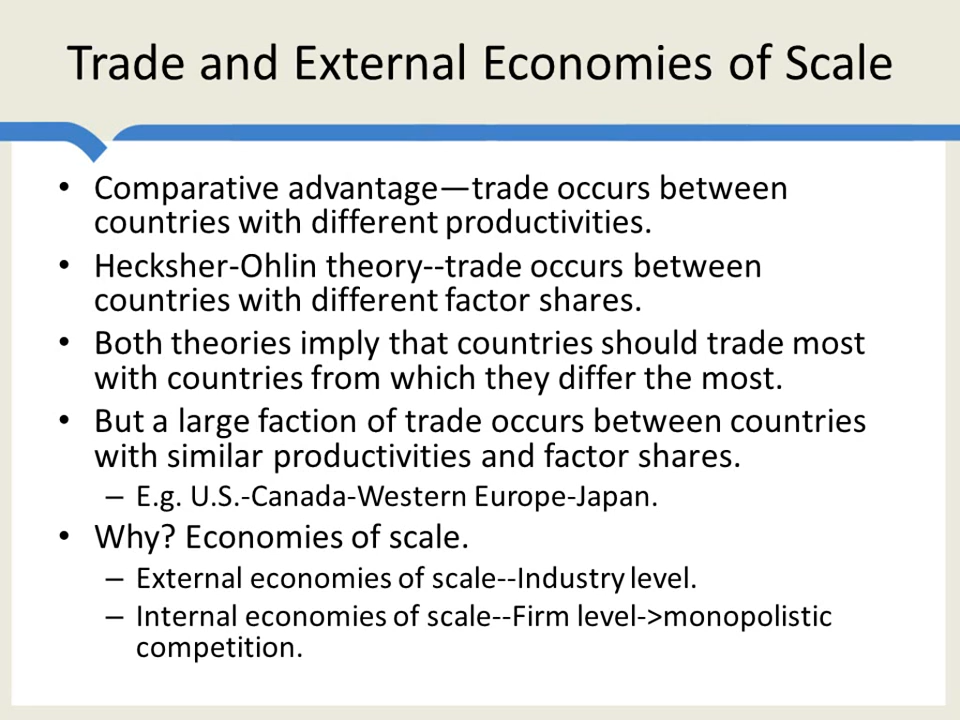 Trade and External Economies of Scale
• Comparative advantage—trade occurs between
countries with different productivities.
• Hecksher-Ohlin theory--trade occurs between
countries with different factor shares.
• Both theories imply that countries should trade most
with countries from which they differ the most.
• But a large faction of trade occurs between countries
with similar productivities and factor shares.
– E.g. U.S.-Canada-Western Europe-Japan.
• Why? Economies of scale.
– External economies of scale--Industry level.
– Internal economies of scale--Firm level->monopolistic
competition.